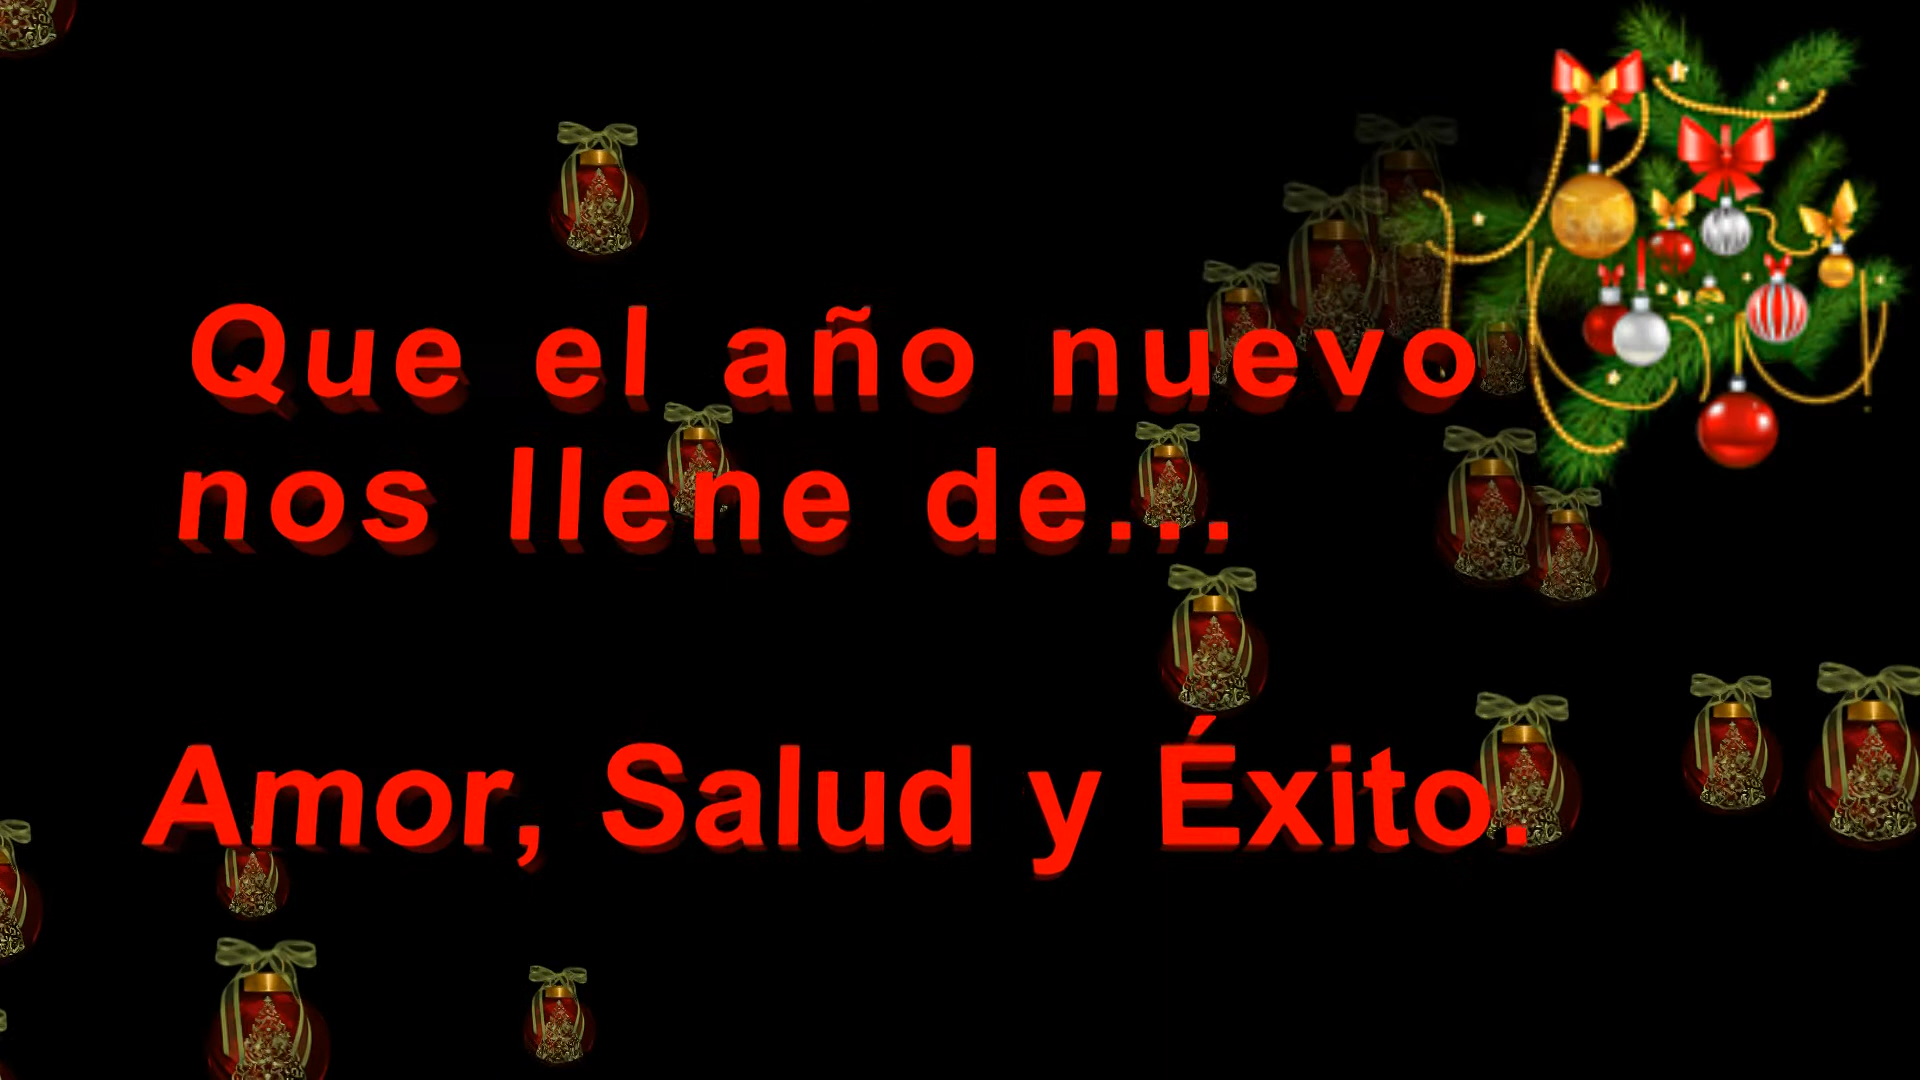 Que el año nuevo
nos llene de...
Amor, Salud y Éxito.